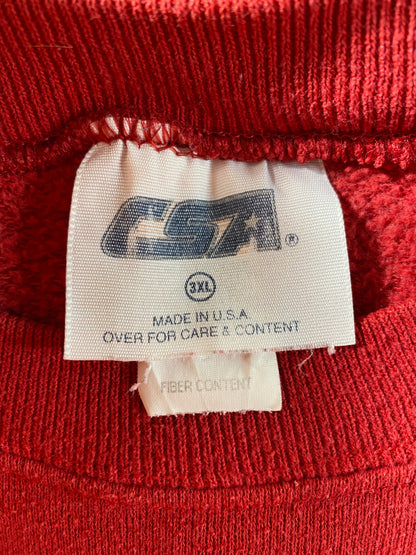 CSA ®
3XL
MADE IN U.S.A.
OVER FOR CARE & CONTENT
FIBER CONTENT